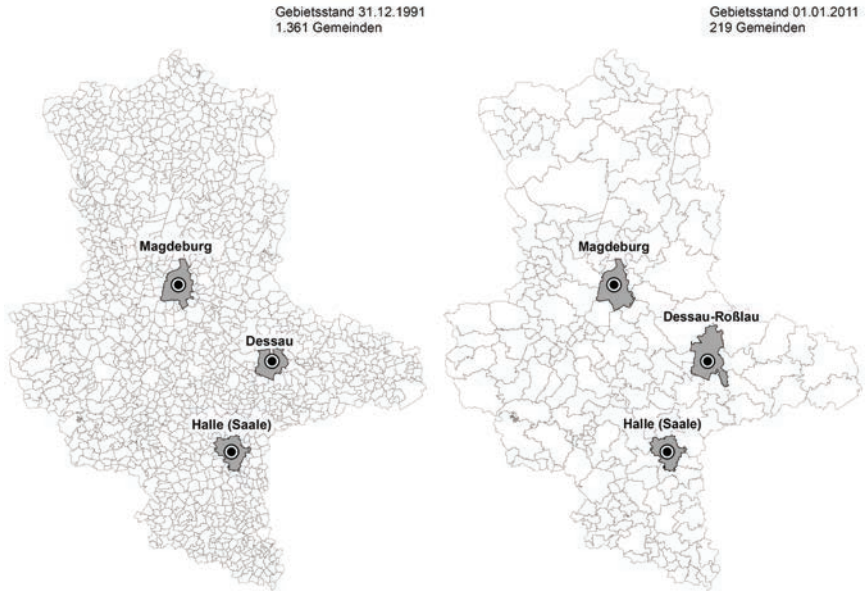 Gebietsstand 31.12.1991
1.361 Gemeinden
Magdeburg
Dessau
Halle (Saale)
Gebietsstand 01.01.2011
219 Gemeinden
Magdeburg
Dessau-Roßlau
Halle (Saale)